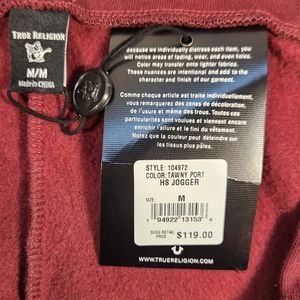 TRUE RELIGION
M/M
Made in CHINA
Because we individually distress each item, you
will notice areas of fading, wear, and even holes.
Color may transfer onto lighter fabrics.
These nuances are intentional and add to the
character and finish of our garment.
Comme chaque article est traité individuellement,
vous remarquerez des zones de décoloration,
de l'usure et même des trous. Toutes ces
particularités sont voulues et viennent encore
enrichir l'allure et le fini du vêtement.
La couleur peut déteindre sur
les tissus plus pâles.
STYLE: 104972
COLOR: TAWNY PORT
HS JOGGER
SIZE: M
1 94922 13153
SUGG RETAIL
PRICE $119.00
WWW.TRUERELIGION.COM